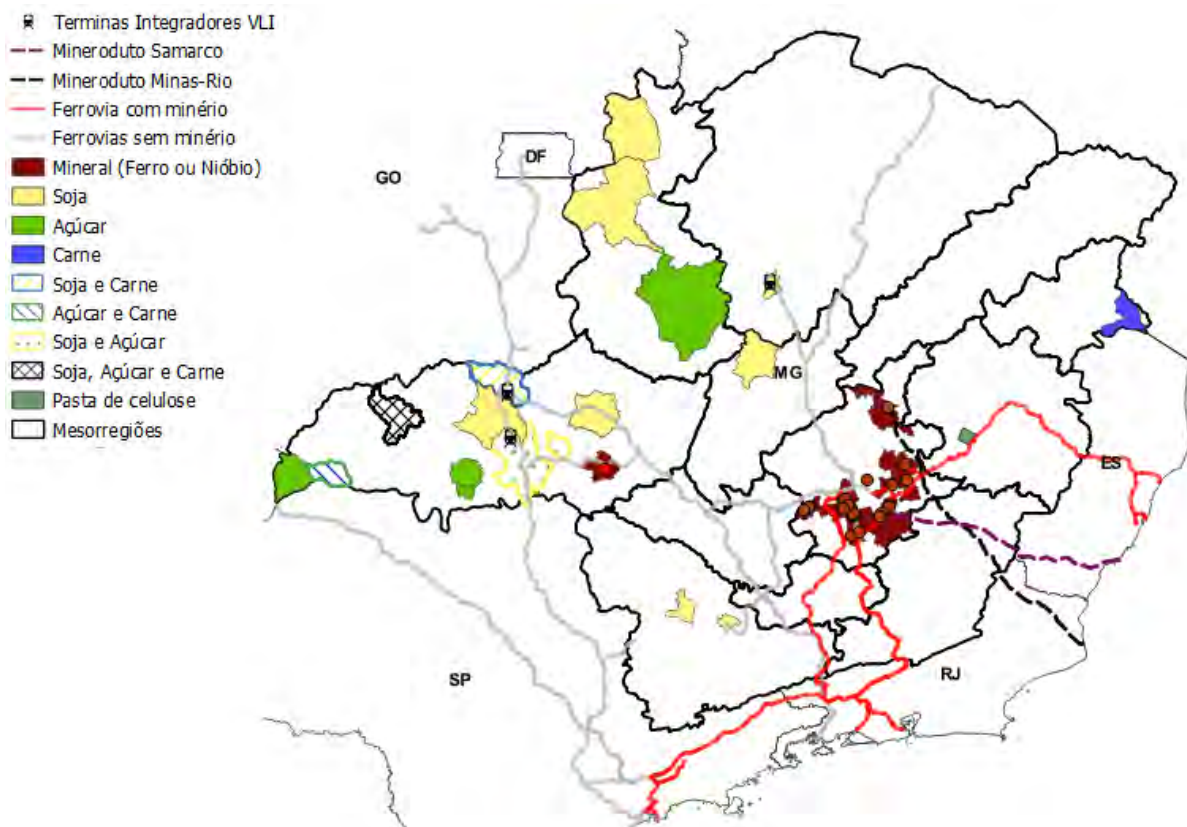 Terminas Integradores VLI
Mineroduto Samarco
Mineroduto Minas-Rio
Ferrovia com minério
Ferrovias sem minério
Mineral (Ferro ou Nióbio)
Soja
Açúcar
Carne
Soja e Carne
Açúcar e Carne
Soja e Açúcar
Soja, Açúcar e Carne
Pasta de celulose
Mesorregiões
DF
GO
MG
ES
SP
RJ